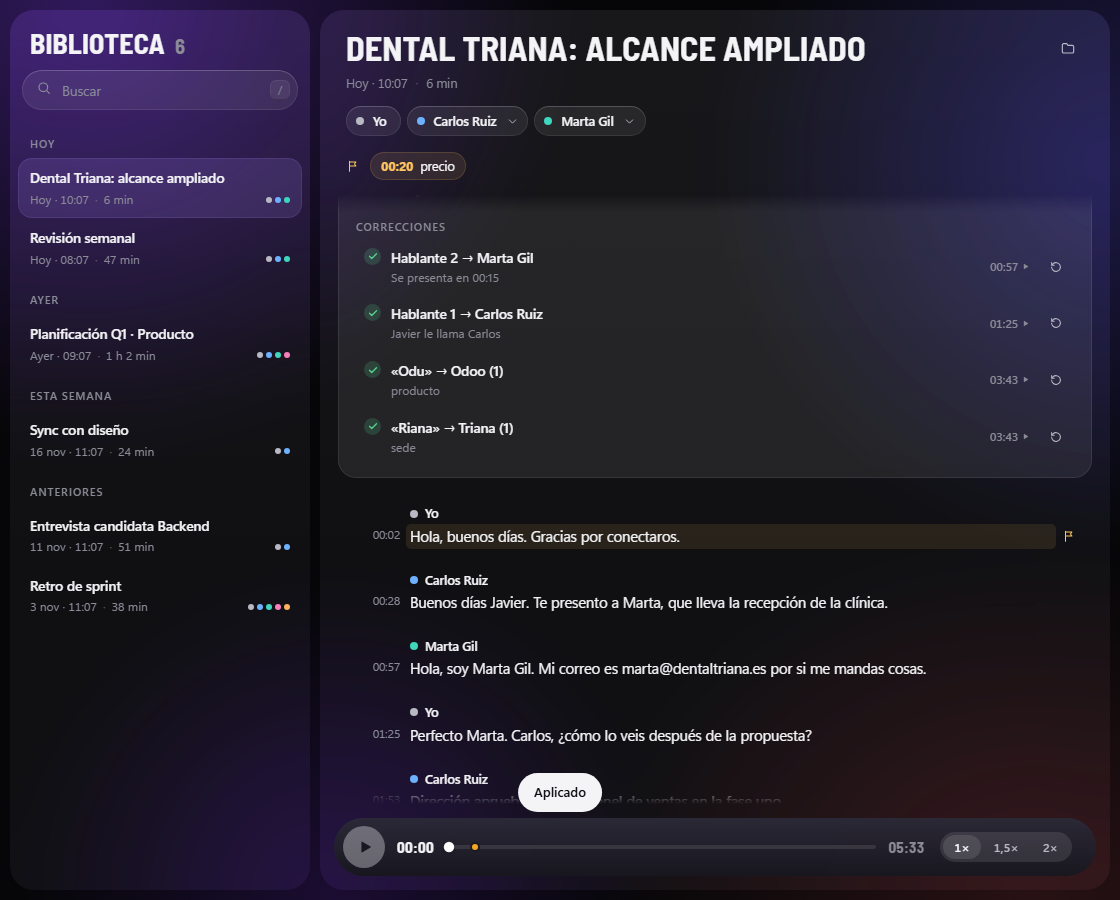 BIBLIOTECA 6
Buscar /
HOY
Dental Triana: alcance ampliado
Hoy · 10:07 · 6 min
Revisión semanal
Hoy · 08:07 · 47 min
AYER
Planificación Q1 · Producto
Ayer · 09:07 · 1 h 2 min
ESTA SEMANA
Sync con diseño
16 nov · 11:07 · 24 min
ANTERIORES
Entrevista candidata Backend
11 nov · 11:07 · 51 min
Retro de sprint
3 nov · 11:07 · 38 min
DENTAL TRIANA: ALCANCE AMPLIADO
Hoy · 10:07 · 6 min
Yo Carlos Ruiz Marta Gil
00:20 precio
CORRECCIONES
Hablante 2 → Marta Gil
Se presenta en 00:15
00:57
Hablante 1 → Carlos Ruiz
Javier le llama Carlos
01:25
«Odu» → Odoo (1)
producto
03:43
«Riana» → Triana (1)
sede
03:43
Yo
00:02 Hola, buenos días. Gracias por conectaros.
Carlos Ruiz
00:28 Buenos días Javier. Te presento a Marta, que lleva la recepción de la clínica.
Marta Gil
00:57 Hola, soy Marta Gil. Mi correo es marta@dentaltriana.es por si me mandas cosas.
Yo
01:25 Perfecto Marta. Carlos, ¿cómo lo veis después de la propuesta?
Carlos Ruiz
01:53 Dirección de ventas en la fase uno
Aplicado
00:00 05:33 1× 1,5× 2×